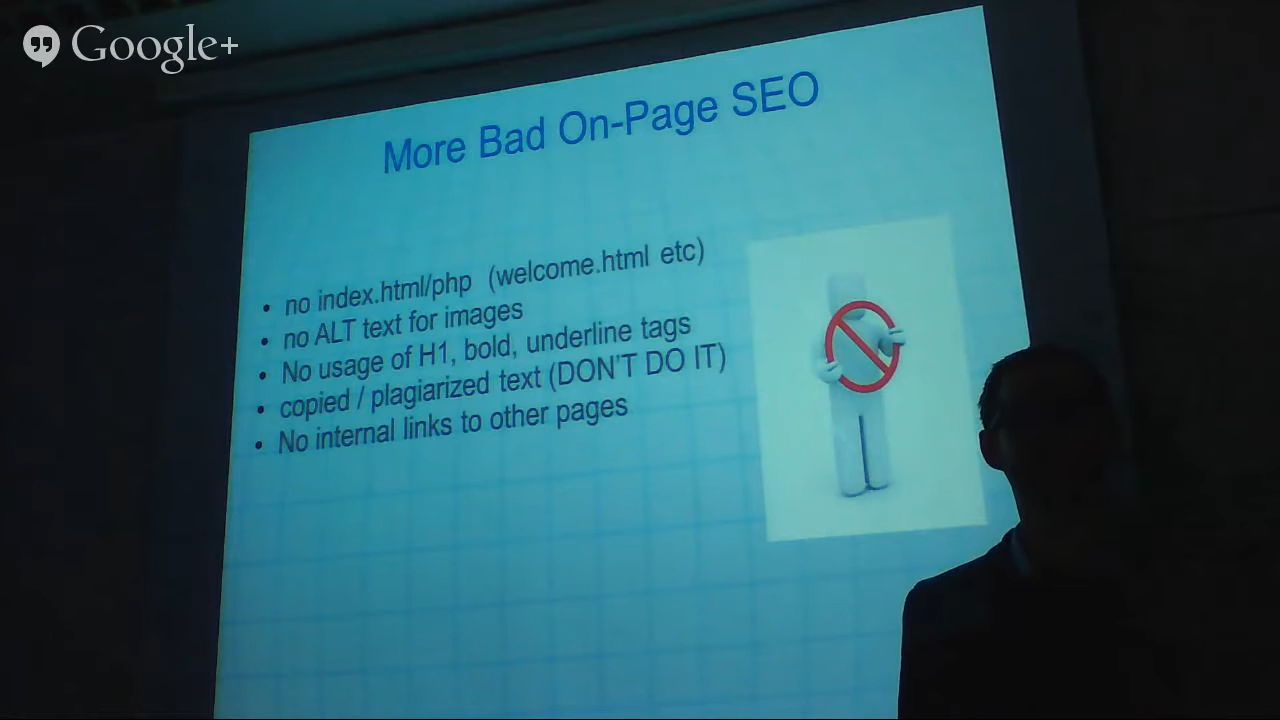 Google+
More Bad On-Page SEO
• no index.html/php (welcome.html etc)
• no ALT text for images
• No usage of H1, bold, underline tags
• copied / plagiarized text (DON'T DO IT)
• No internal links to other pages